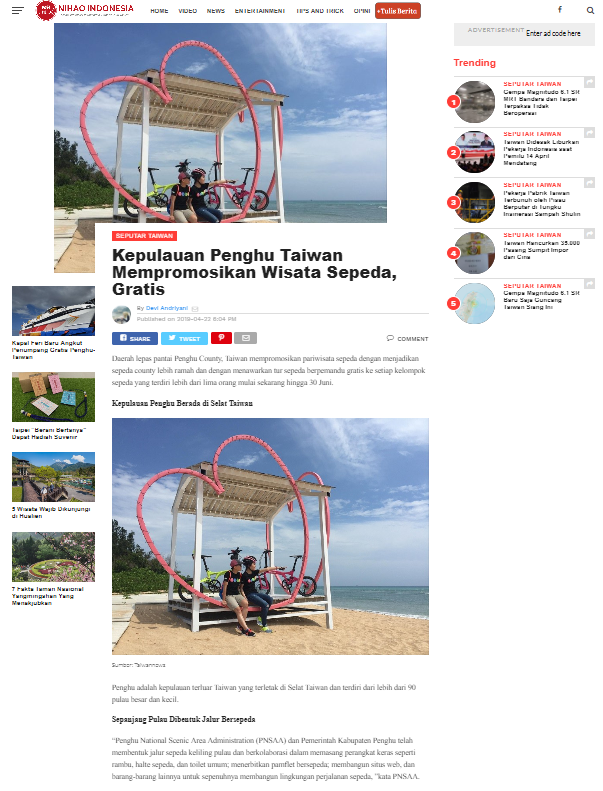 NIHAO INDONESIA
HOME NEWS VIDEO ENTERTAINMENT TIPS AND TRICK OPINI +Tulis Berita
ADVERTISEMENT
Enter ad code here
Trending
1
SEPUTAR TAIWAN
Gempa Magnitudo 6.1 SR
MRT Bandara dan Taipei
Terpaksa Tidak
Beroperasi
2
SEPUTAR TAIWAN
Taiwan Didesak Liburkan
Pekerja Indonesia saat
Pemilu 14 April
Mendatang
3
SEPUTAR TAIWAN
Pekerja Pabrik Taiwan
Terbunuh oleh Pisau
Berputar di Tungku
Insinerasi Sampah Shulin
4
SEPUTAR TAIWAN
Taiwan Hancurkan 35.000
Pasang Sumpit Impor
dari Cina
5
SEPUTAR TAIWAN
Gempa Magnitudo 6.1 SR
Baru Saja Guncang
Taiwan Siang Ini
SEPUTAR TAIWAN
Kepulauan Penghu Taiwan
Mempromosikan Wisata Sepeda,
Gratis
By Devi Andriyani
Published on 2019-04-22 6:04 PM
SHARE TWEET COMMENT
Daerah lepas pantai Penghu County, Taiwan mempromosikan pariwisata sepeda dengan menjadikan
sepeda county lebih ramah dan dengan menawarkan tur sepeda berpemandu gratis ke setiap kelompok
sepeda yang terdiri lebih dari lima orang mulai sekarang hingga 30 Juni.
Kepulauan Penghu Berada di Selat Taiwan
Sumber: Taiwannews
Penghu adalah kepulauan terluar Taiwan yang terletak di Selat Taiwan dan terdiri dari lebih dari 90
pulau besar dan kecil.
Sepanjang Pulau Dibentuk Jalur Bersepeda
“Penghu National Scenic Area Administration (PNSAA) dan Pemerintah Kabupaten Penghu telah
membentuk jalur sepeda keliling pulau dan berkolaborasi dalam memasang perangkat keras seperti
rambu, halte sepeda, dan toilet umum; menerbitkan pamflet bersepeda; membangun situs web, dan
barang-barang lainnya untuk sepenuhnya membangun lingkungan perjalanan sepeda, ”kata PNSAA.
Kapal Feri Baru Angkut
Penumpang Gratis Penghu-
Taiwan
Taipei "Berani Bertanya"
Dapat Hadiah Suvenir
5 Wisata Wajib Dikunjungi
di Hualien
7 Fakta Taman Nasional
Yangmingshan Yang
Menakjubkan